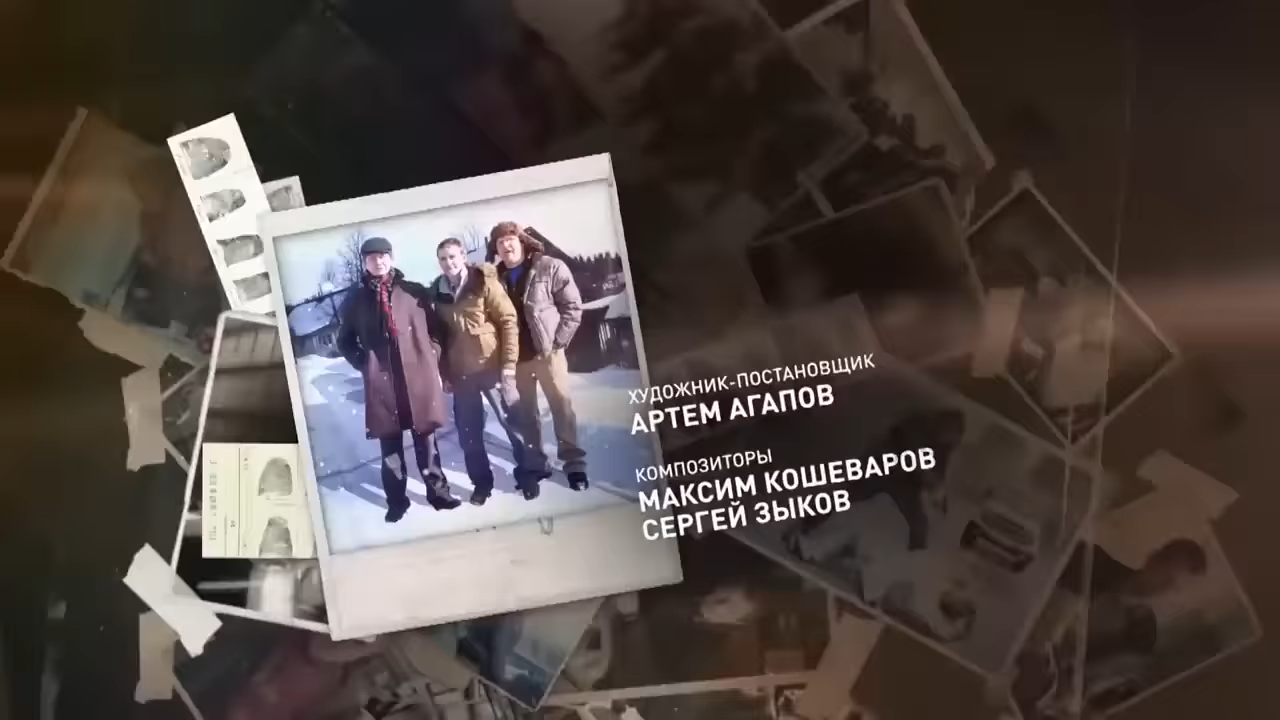 ХУДОЖНИК-ПОСТАНОВЩИК
АРТЕМ АГАПОВ
КОМПОЗИТОРЫ
МАКСИМ КОШЕВАРОВ
СЕРГЕЙ ЗЫКОВ